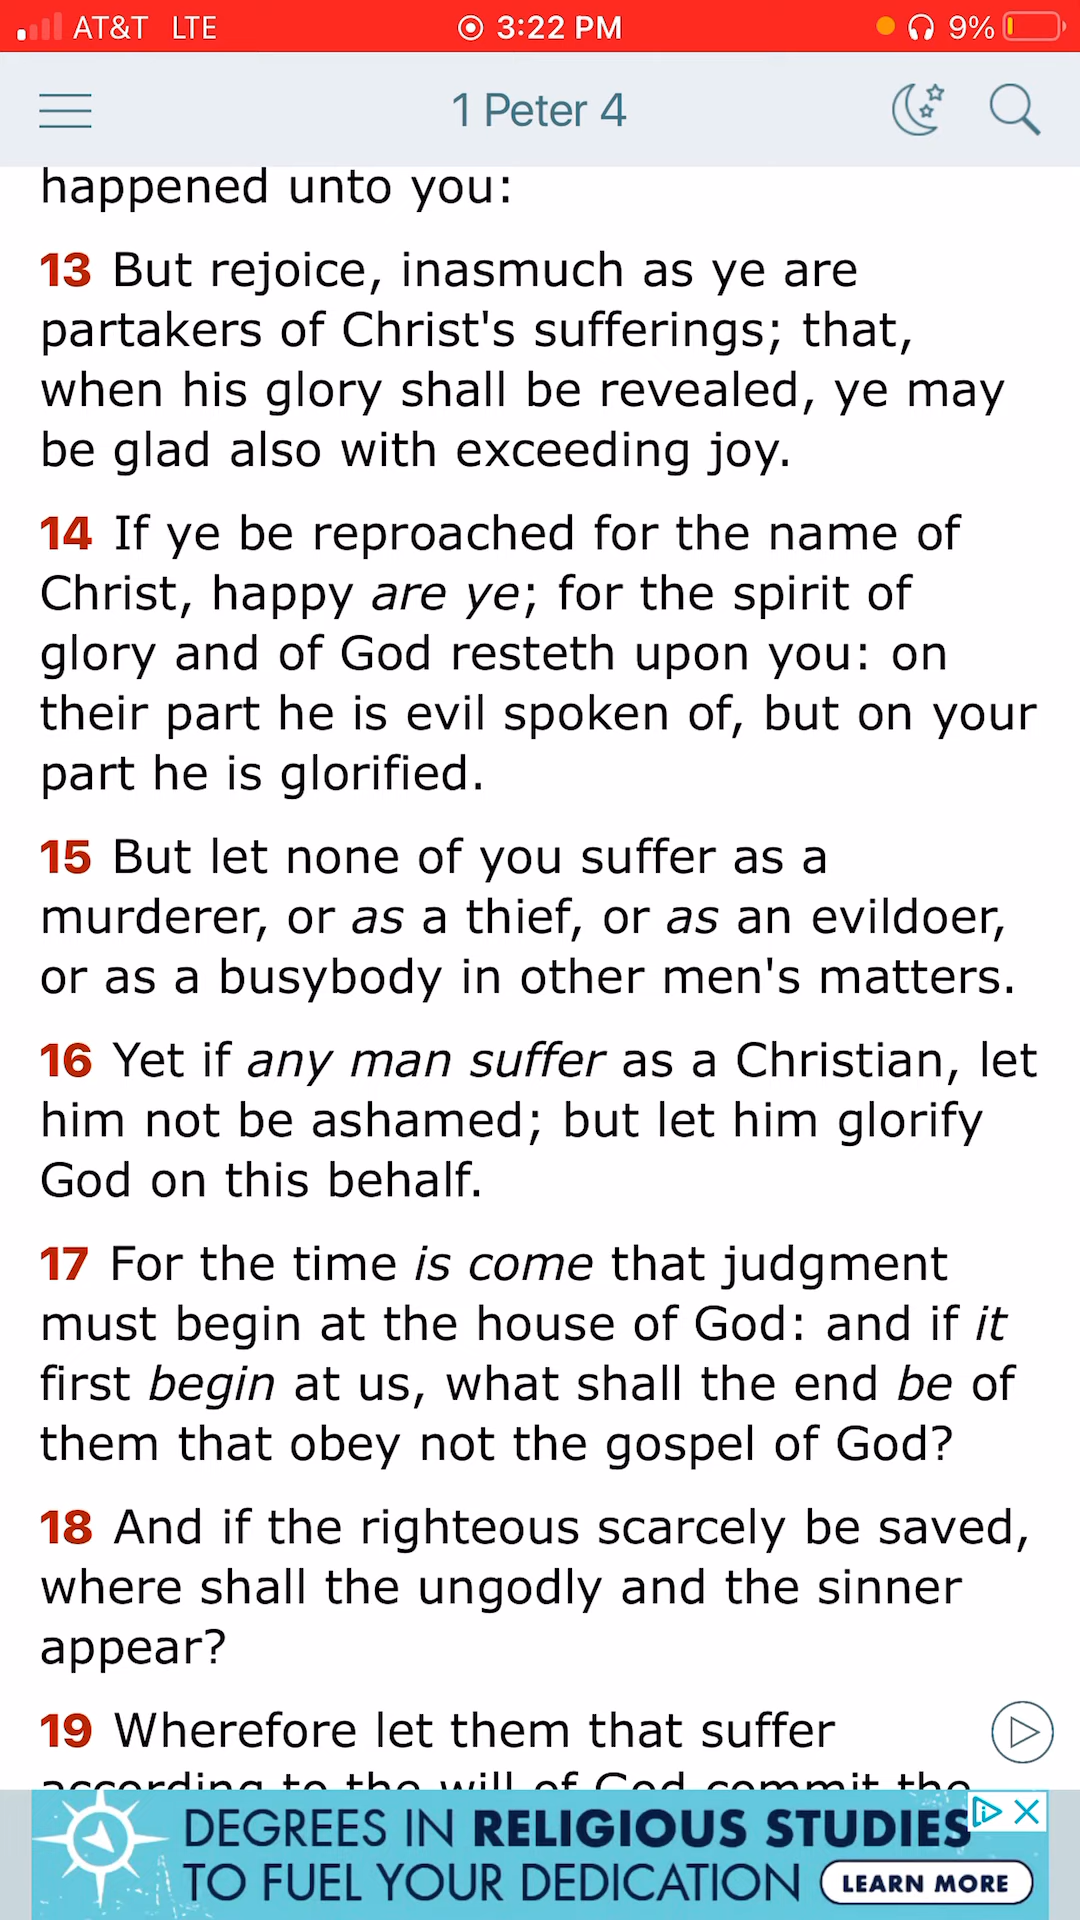 AT&T LTE 3:22 PM 9%
1 Peter 4
happened unto you:
13 But rejoice, inasmuch as ye are
partakers of Christ's sufferings; that,
when his glory shall be revealed, ye may
be glad also with exceeding joy.
14 If ye be reproached for the name of
Christ, happy are ye; for the spirit of
glory and of God resteth upon you: on
their part he is evil spoken of, but on your
part he is glorified.
15 But let none of you suffer as a
murderer, or as a thief, or as an evildoer,
or as a busybody in other men's matters.
16 Yet if any man suffer as a Christian, let
him not be ashamed; but let him glorify
God on this behalf.
17 For the time is come that judgment
must begin at the house of God: and if it
first begin at us, what shall the end be of
them that obey not the gospel of God?
18 And if the righteous scarcely be saved,
where shall the ungodly and the sinner
appear?
19 Wherefore let them that suffer
according to the will of God commit the
DEGREES IN RELIGIOUS STUDIES
TO FUEL YOUR DEDICATION LEARN MORE